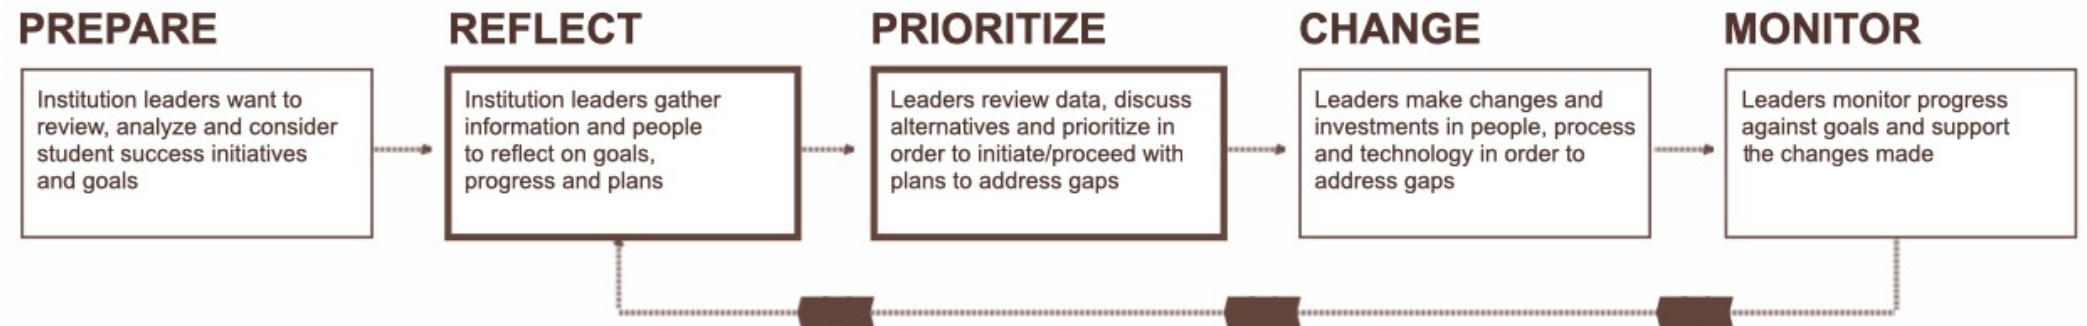 PREPARE
Institution leaders want to
review, analyze and consider
student success initiatives
and goals
REFLECT
Institution leaders gather
information and people
to reflect on goals,
progress and plans
PRIORITIZE
Leaders review data, discuss
alternatives and prioritize in
order to initiate/proceed with
plans to address gaps
CHANGE
Leaders make changes and
investments in people, process
and technology in order to
address gaps
MONITOR
Leaders monitor progress
against goals and support
the changes made